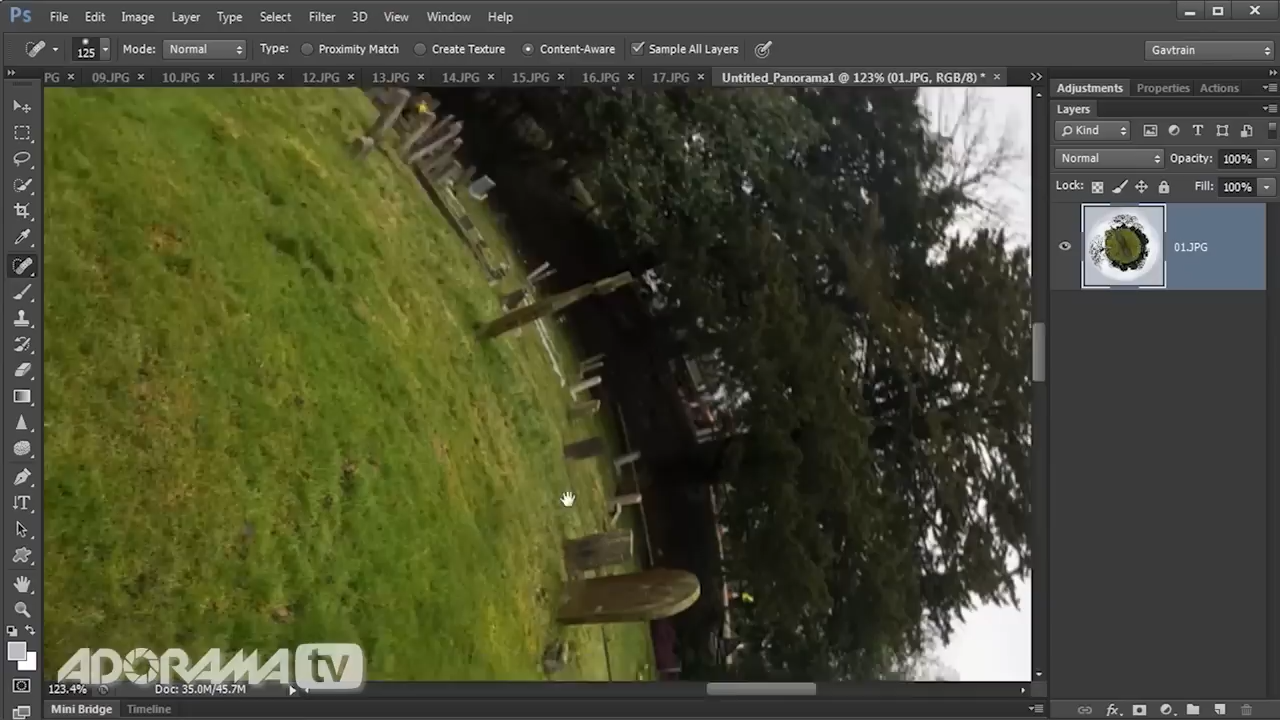 Ps File Edit Image Layer Type Select Filter 3D View Window Help
125 Mode: Normal Type: Proximity Match Create Texture Content-Aware Sample All Layers Gavtrain
PG × 09.JPG × 10.JPG × 11.JPG × 12.JPG × 13.JPG × 14.JPG × 15.JPG × 16.JPG × 17.JPG × Untitled_Panorama1 @ 123% (01.JPG, RGB/8) * ×
Adjustments Properties Actions
Layers
Kind
Normal Opacity: 100%
Lock: Fill: 100%
01.JPG
ADORAMA tv
123.4% Doc: 35.0M/45.7M
Mini Bridge Timeline